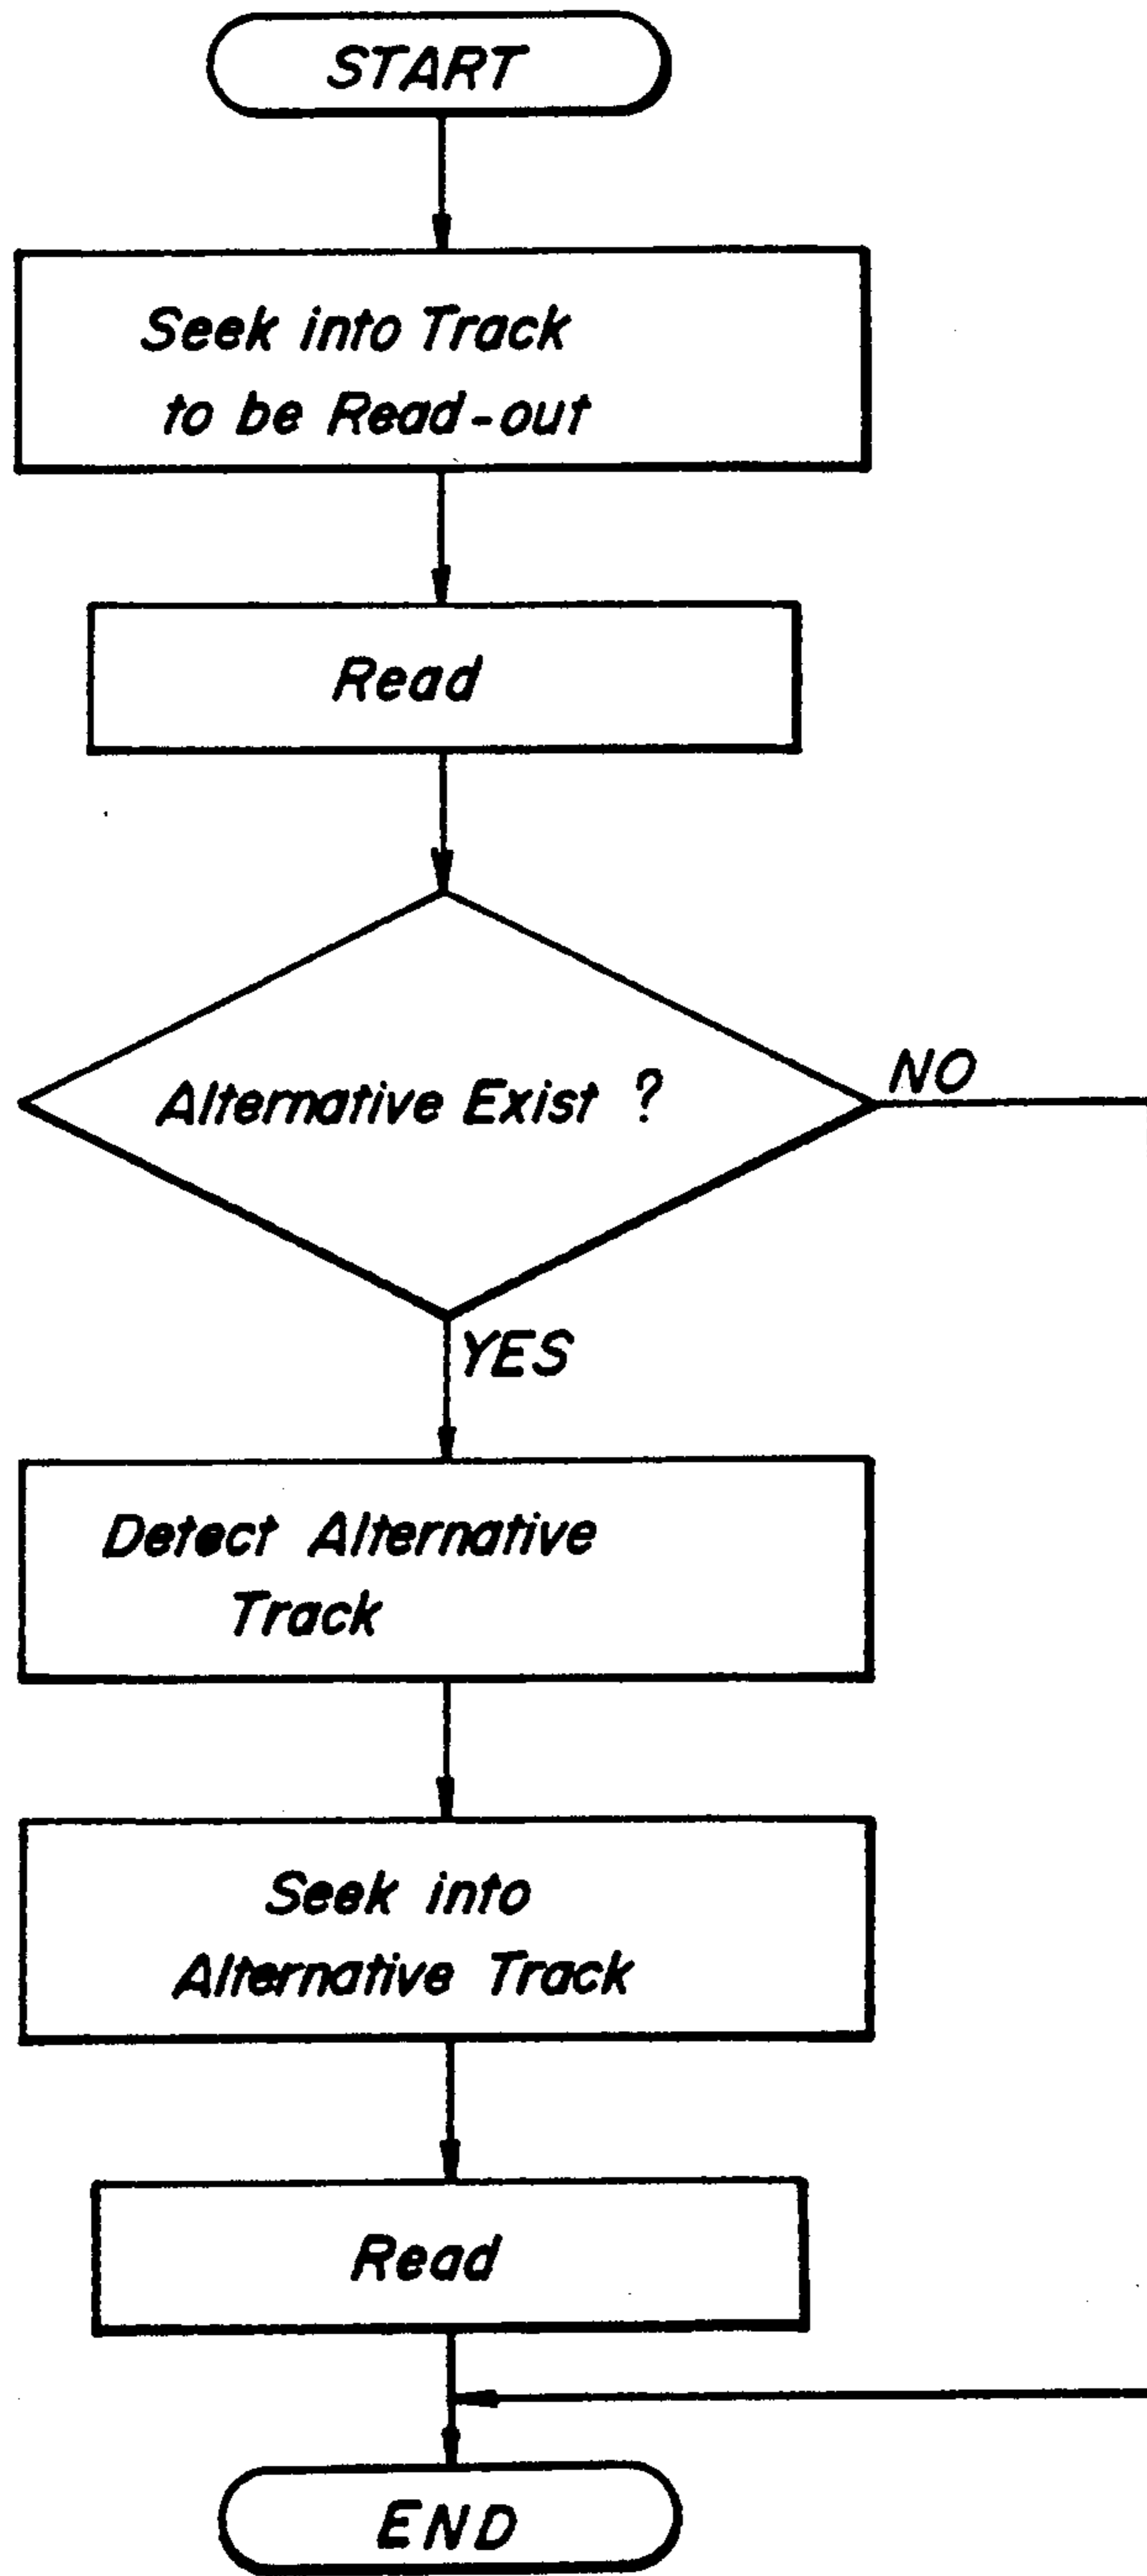 START
Seek into Track
to be Read-out
Read
Alternative Exist ?
NO
YES
Detect Alternative
Track
Seek into
Alternative Track
Read
END